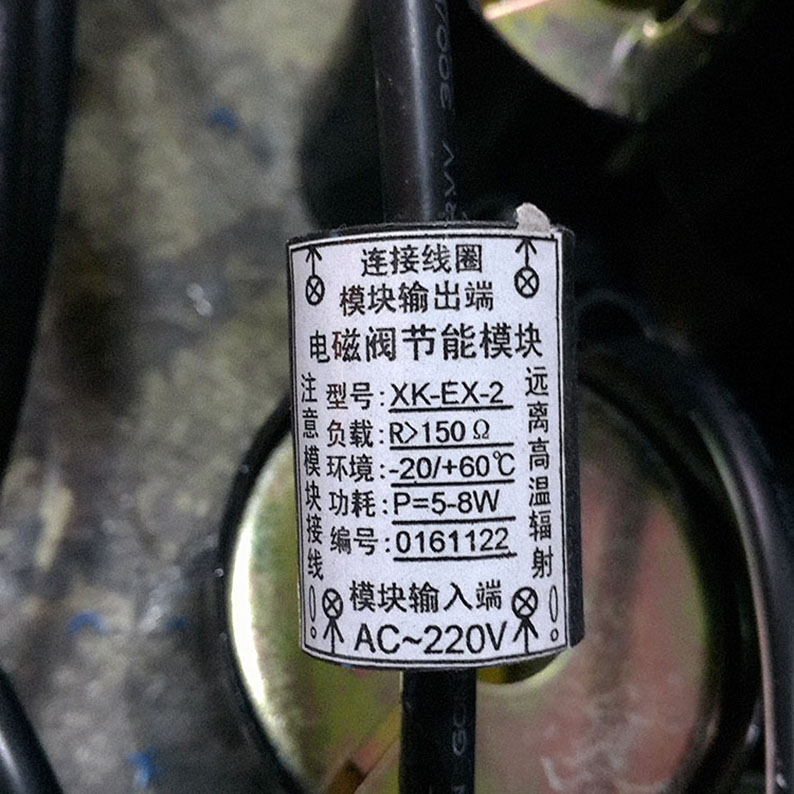 连接线圈
模块输出端
电磁阀节能模块
型号:XK-EX-2
负载:R>150Ω
环境:-20/+60℃
功耗:P=5-8W
编号:0161122
模块输入端
AC~220V
注意模块接线!
远离高温辐射!
RVV 300/